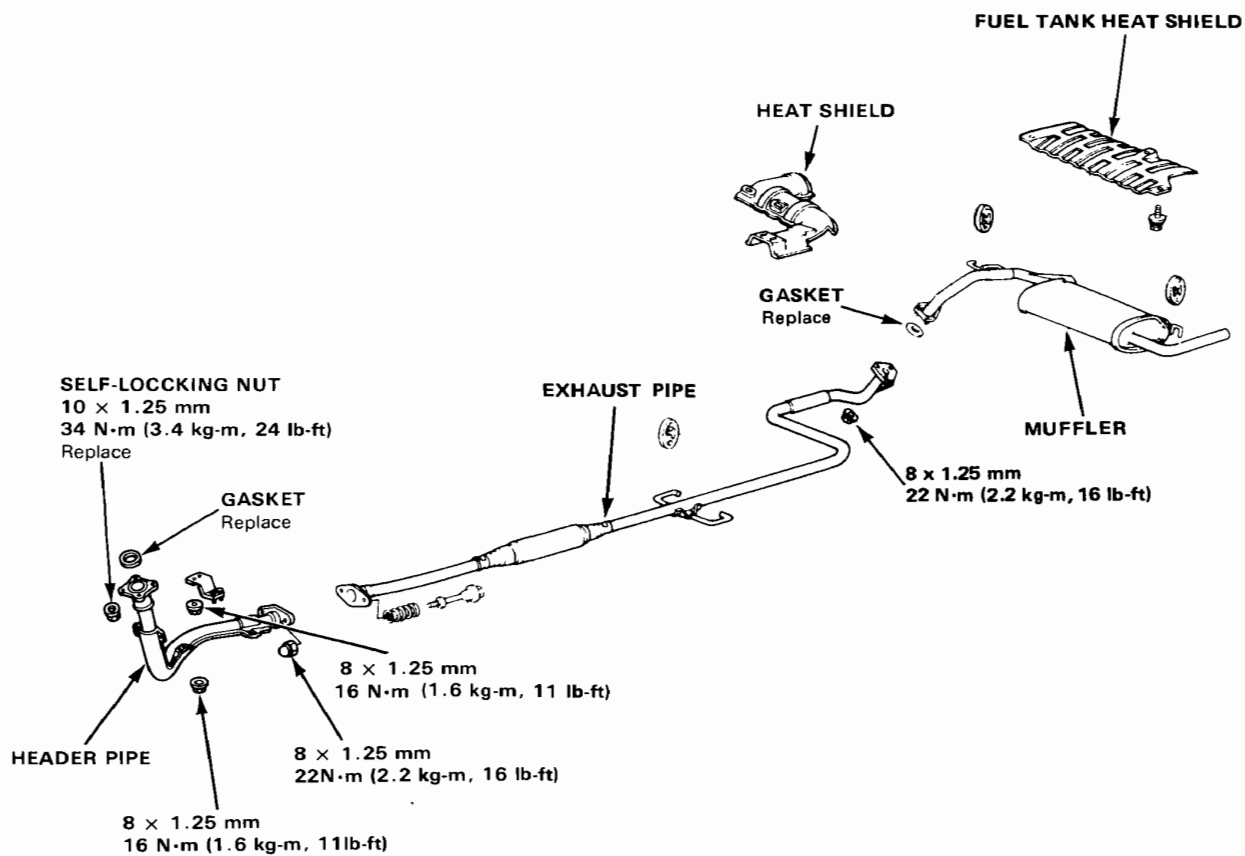 FUEL TANK HEAT SHIELD
HEAT SHIELD
GASKET
Replace
SELF-LOCCKING NUT
10 × 1.25 mm
34 N·m (3.4 kg-m, 24 lb-ft)
Replace
EXHAUST PIPE
MUFFLER
8 x 1.25 mm
22 N·m (2.2 kg-m, 16 lb-ft)
GASKET
Replace
8 × 1.25 mm
16 N·m (1.6 kg-m, 11 lb-ft)
HEADER PIPE
8 × 1.25 mm
22N·m (2.2 kg-m, 16 lb-ft)
8 × 1.25 mm
16 N·m (1.6 kg-m, 11lb-ft)